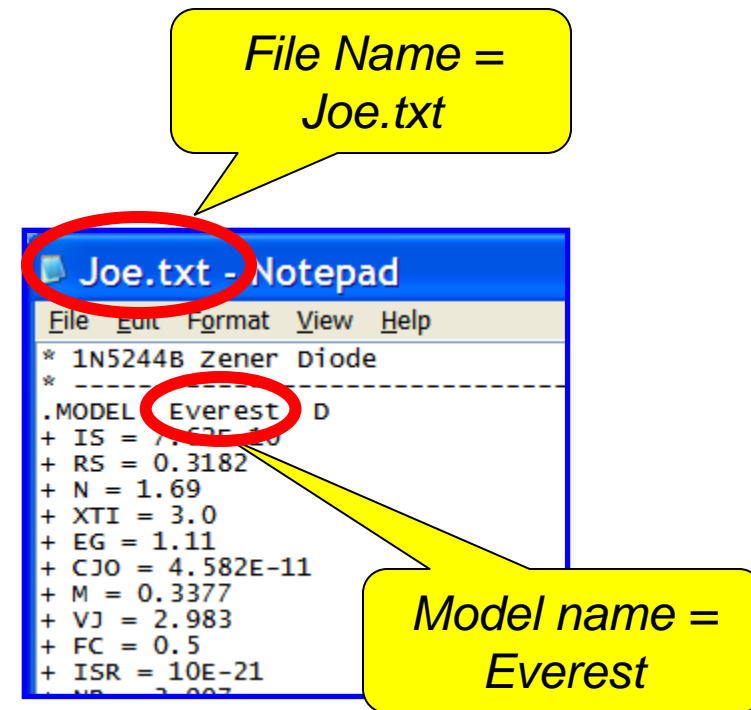 File Name =
Joe.txt
Joe.txt - Notepad
File Edit Format View Help
* 1N5244B Zener Diode
* ---------------------------------
.MODEL Everest D
+ IS =
+ RS = 0.3182
+ N = 1.69
+ XTI = 3.0
+ EG = 1.11
+ CJO = 4.582E-11
+ M = 0.3377
+ VJ = 2.983
+ FC = 0.5
+ ISR = 10E-21
Model name =
Everest